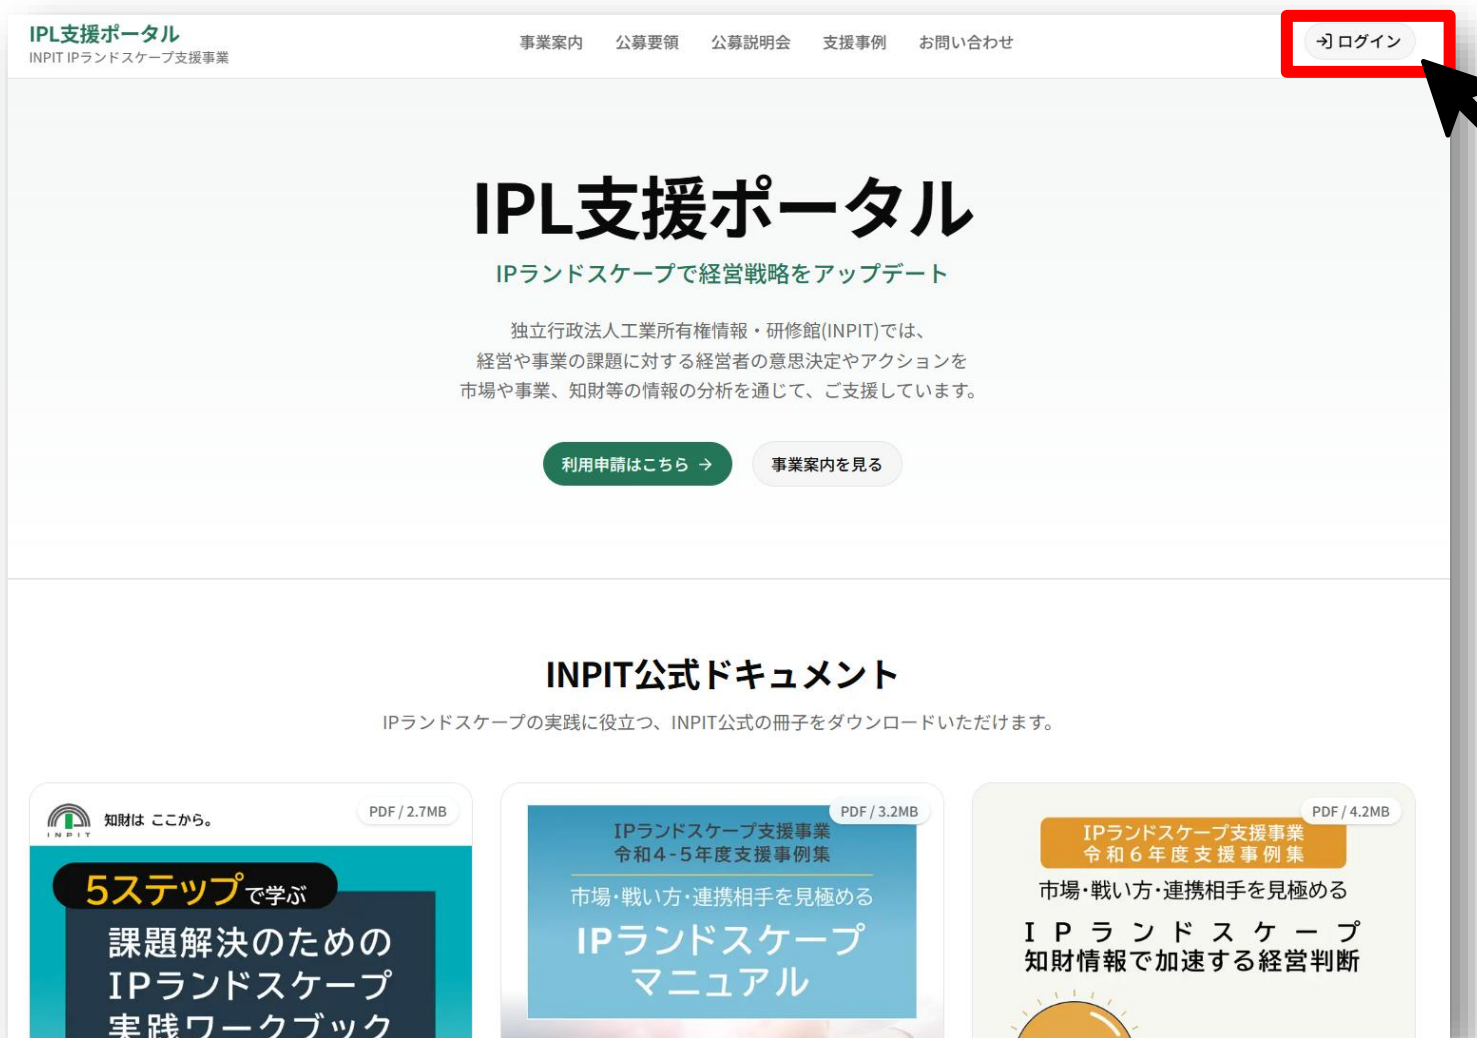 IPL支援ポータル
INPIT IPランドスケープ支援事業
事業案内 公募要領 公募説明会 支援事例 お問い合わせ
ログイン
IPL支援ポータル
IPランドスケープで経営戦略をアップデート
独立行政法人工業所有権情報・研修館(INPIT)では、
経営や事業の課題に対する経営者の意思決定やアクションを
市場や事業、知財等の情報の分析を通じて、ご支援しています。
利用申請はこちら →
事業案内を見る
INPIT公式ドキュメント
IPランドスケープの実践に役立つ、INPIT公式の冊子をダウンロードいただけます。
INPIT
知財は ここから。
PDF / 2.7MB
5ステップで学ぶ
課題解決のための
IPランドスケープ
実践ワークブック
PDF / 3.2MB
IPランドスケープ支援事業
令和4-5年度支援事例集
市場・戦い方・連携相手を見極める
IPランドスケープ
マニュアル
PDF / 4.2MB
IPランドスケープ支援事業
令和6年度支援事例集
市場・戦い方・連携相手を見極める
IPランドスケープ
知財情報で加速する経営判断